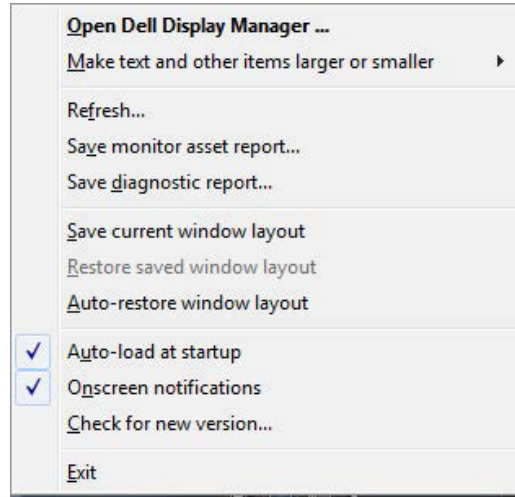 Open Dell Display Manager ...
Make text and other items larger or smaller
Refresh...
Save monitor asset report...
Save diagnostic report...
Save current window layout
Restore saved window layout
Auto-restore window layout
Auto-load at startup
Onscreen notifications
Check for new version...
Exit